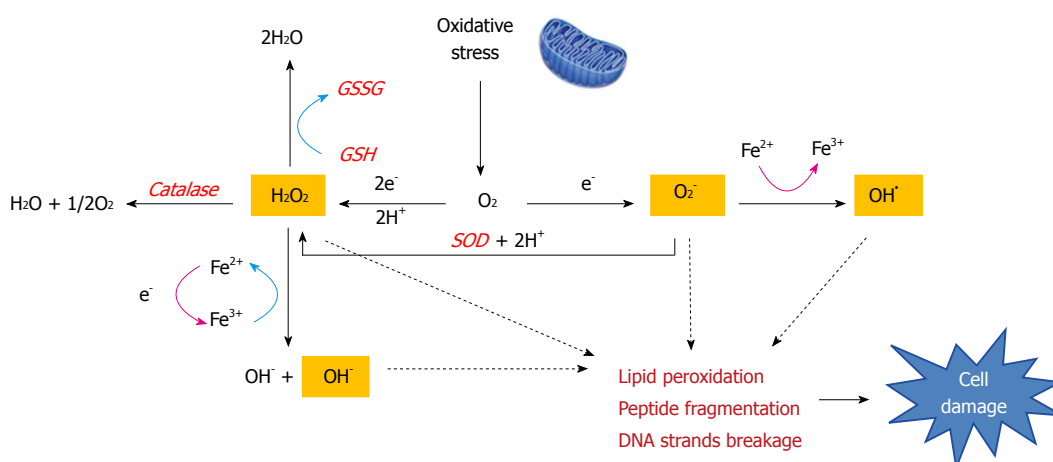 Oxidative
stress
2H₂O
GSSG
GSH
Fe²⁺
Fe³⁺
Catalase
H₂O + 1/2O₂
H₂O₂
2e⁻
2H⁺
O₂
e⁻
O₂⁻
OH•
SOD + 2H⁺
e⁻
Fe²⁺
Fe³⁺
OH⁻ + OH⁻
Lipid peroxidation
Peptide fragmentation
DNA strands breakage
Cell
damage